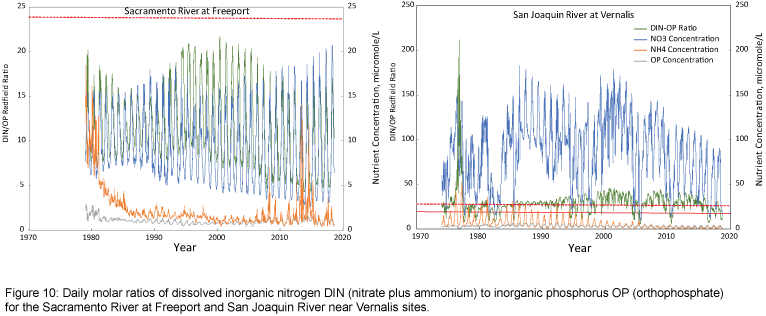 Sacramento River at Freeport
25
20
15
10
5
0
DIN/OP Redfield Ratio
25
20
15
10
5
0
Nutrient Concentration, micromole/L
1970 1980 1990 2000 2010 2020
Year
San Joaquin River at Vernalis
DIN-OP Ratio
NO3 Concentration
NH4 Concentration
OP Concentration
250
200
150
100
50
0
DIN/OP Redfield Ratio
250
200
150
100
50
0
Nutrient Concentration, micromole/L
1970 1980 1990 2000 2010 2020
Year
Figure 10: Daily molar ratios of dissolved inorganic nitrogen DIN (nitrate plus ammonium) to inorganic phosphorus OP (orthophosphate)
for the Sacramento River at Freeport and San Joaquin River near Vernalis sites.